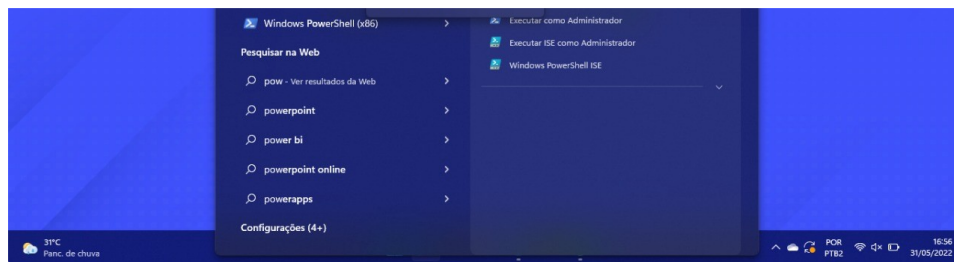 Windows PowerShell (x86)
Pesquisar na Web
pow - Ver resultados da Web
powerpoint
power bi
powerpoint online
powerapps
Configurações (4+)
Executar como Administrador
Executar ISE como Administrador
Windows PowerShell ISE
31°C
Panc. de chuva
POR
PTB2
16:56
31/05/2022